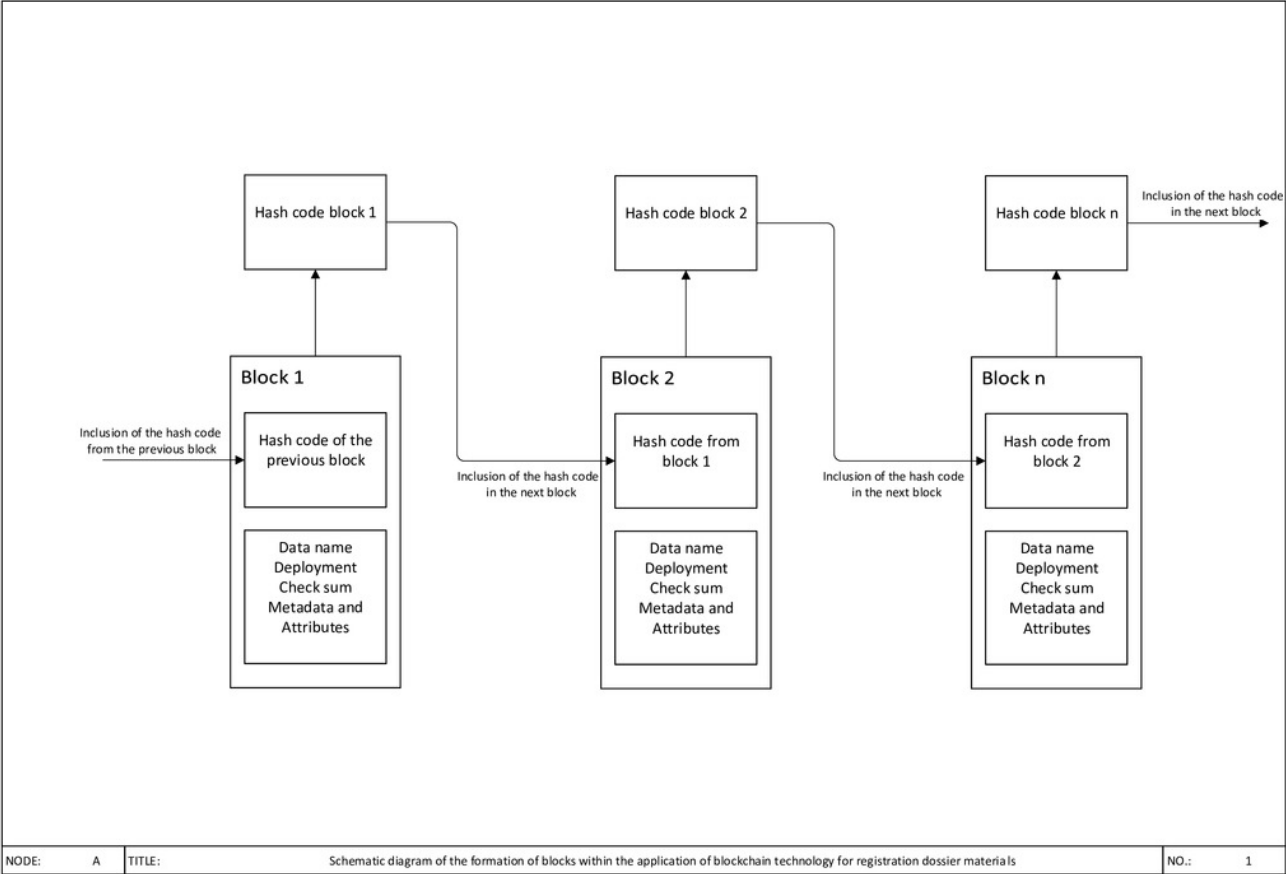 Hash code block 1
Hash code block 2
Hash code block n
Inclusion of the hash code
in the next block
Block 1
Block 2
Block n
Inclusion of the hash code
from the previous block
Hash code of the
previous block
Inclusion of the hash code
in the next block
Hash code from
block 1
Inclusion of the hash code
in the next block
Hash code from
block 2
Data name
Deployment
Check sum
Metadata and
Attributes
Data name
Deployment
Check sum
Metadata and
Attributes
Data name
Deployment
Check sum
Metadata and
Attributes
NODE: A
TITLE: Schematic diagram of the formation of blocks within the application of blockchain technology for registration dossier materials
NO.: 1